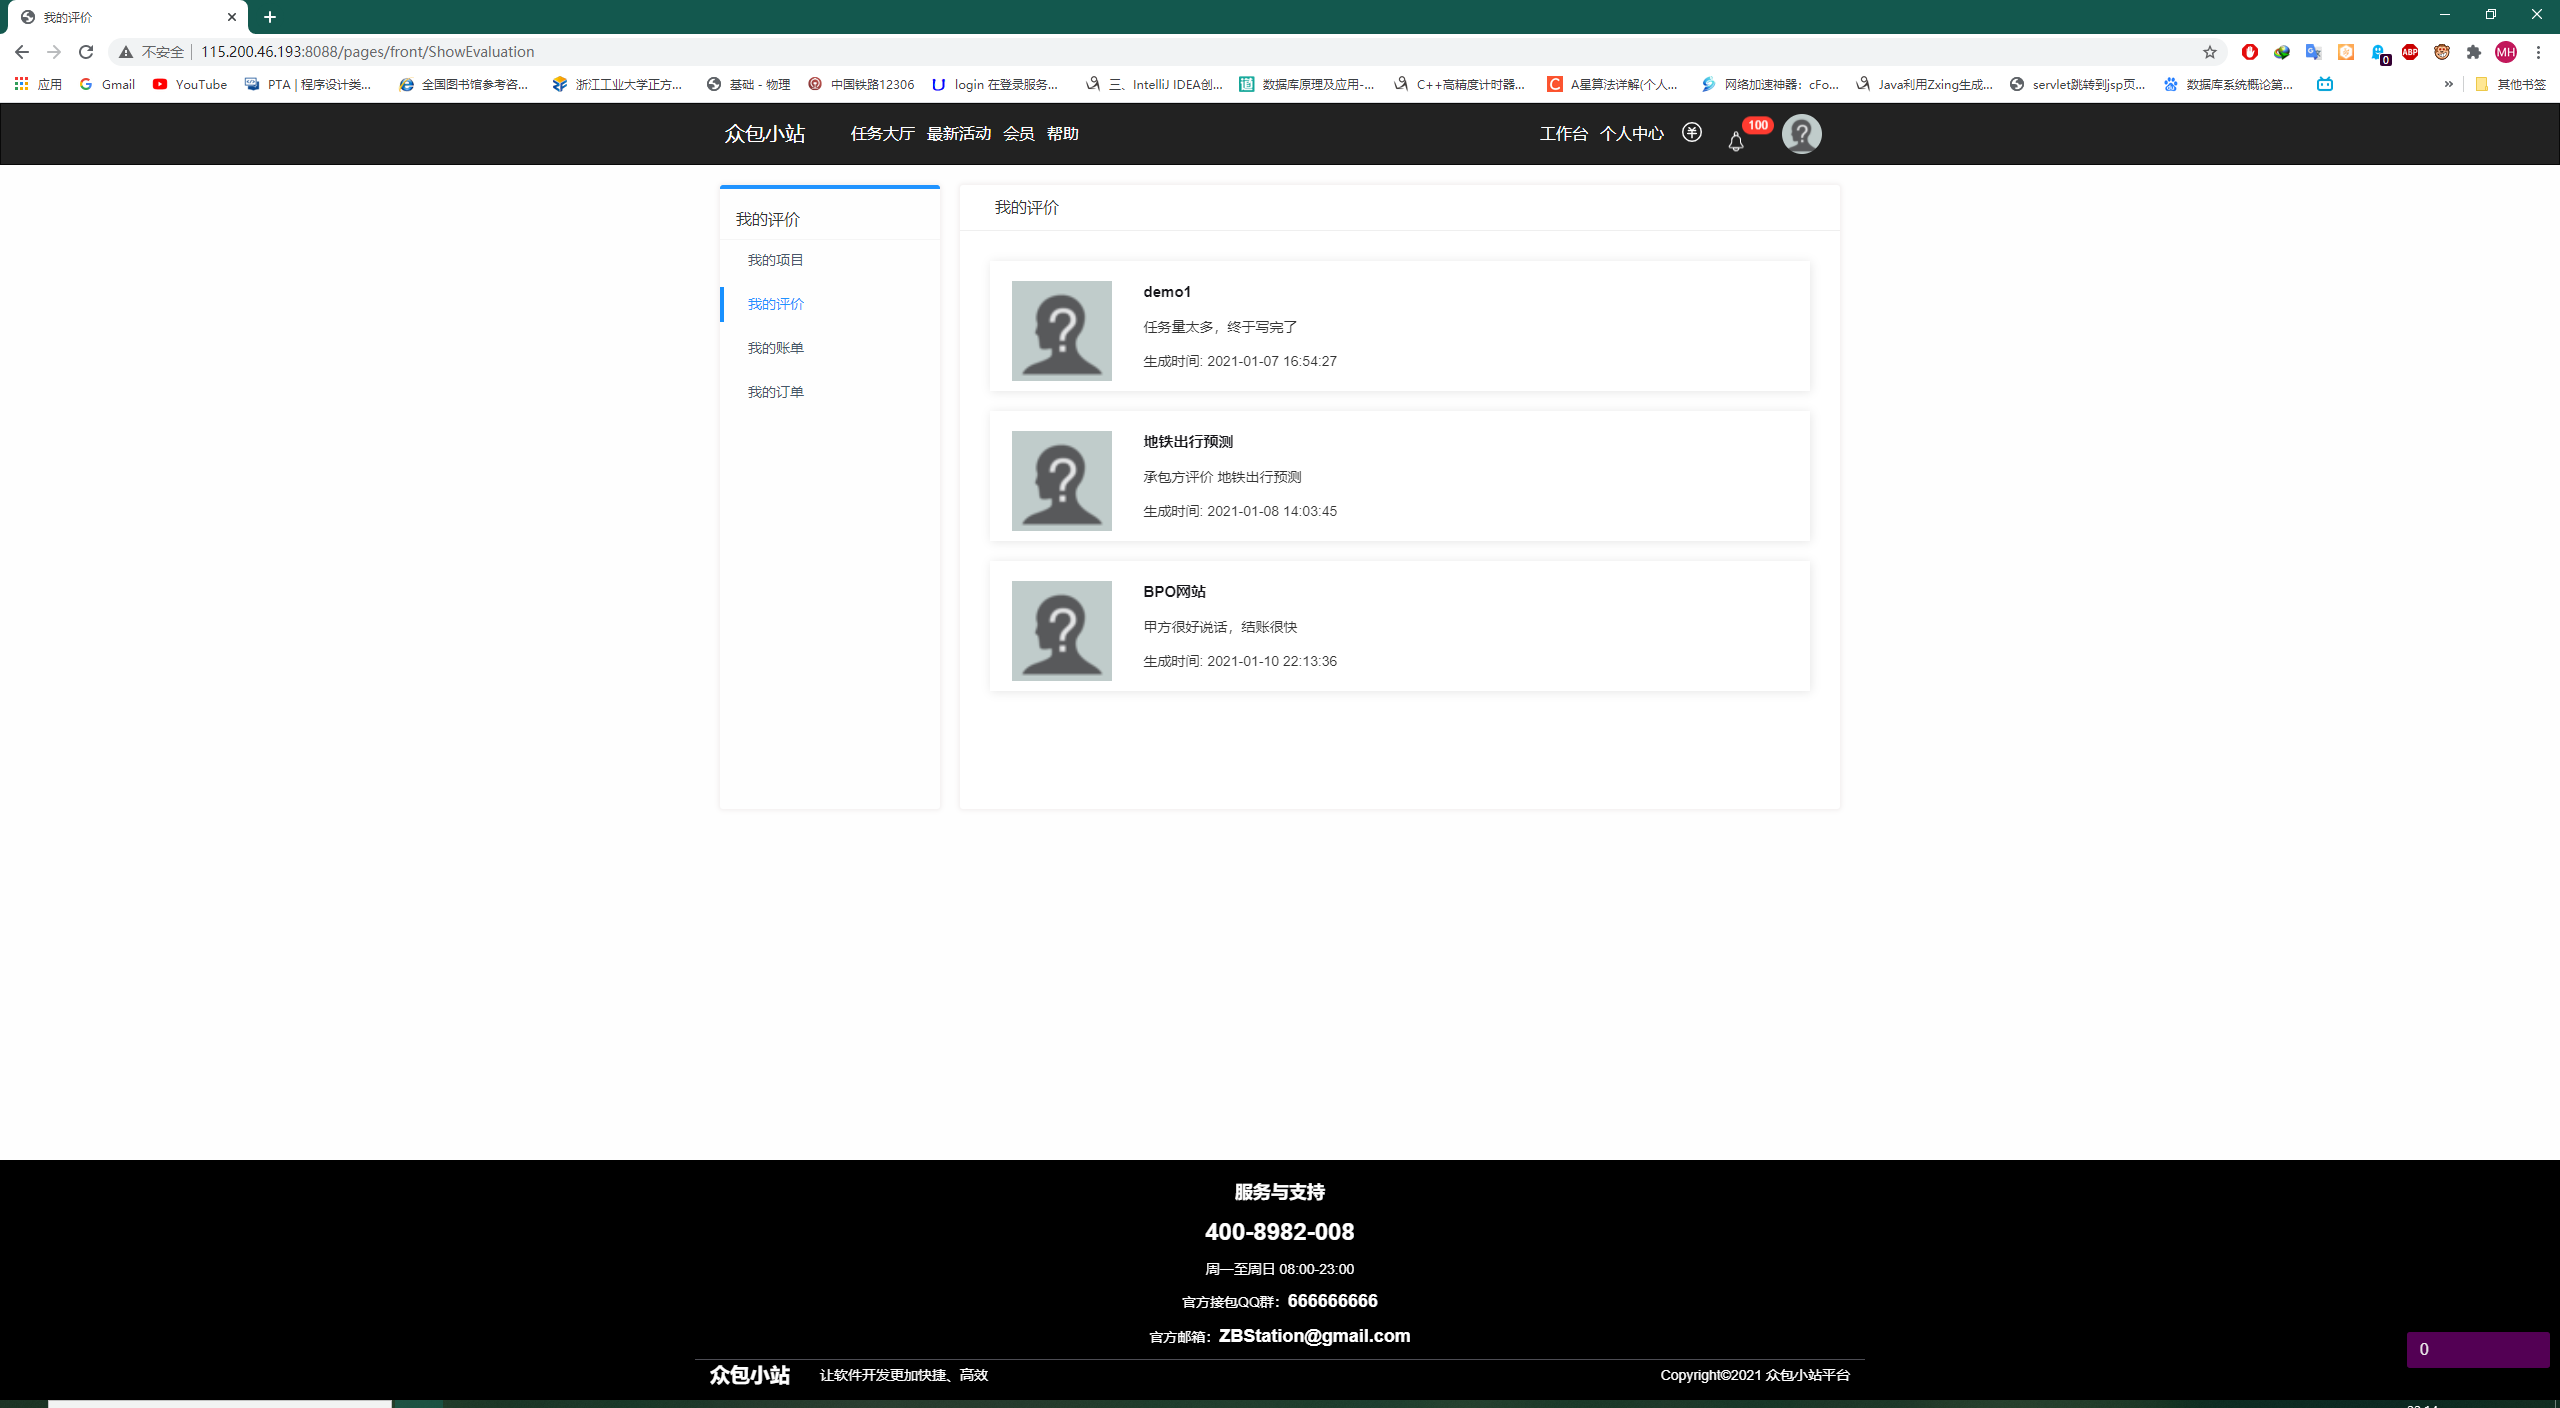 我的评价
不安全 115.200.46.193:8088/pages/front/ShowEvaluation
ABP 0 MH
应用 Gmail YouTube PTA | 程序设计类... 全国图书馆参考咨... 浙江工业大学正方... 基础 - 物理 中国铁路12306 login 在登录服务... 三、IntelliJ IDEA创... 数据库原理及应用-... C++高精度计时器... A星算法详解(个人... 网络加速神器：cFo... Java利用Zxing生成... servlet跳转到jsp页... 数据库系统概论第... » 其他书签
众包小站 任务大厅 最新活动 会员 帮助 工作台 个人中心 100
我的评价
我的项目
我的评价
我的账单
我的订单
我的评价
demo1
任务量太多，终于写完了
生成时间: 2021-01-07 16:54:27
地铁出行预测
承包方评价 地铁出行预测
生成时间: 2021-01-08 14:03:45
BPO网站
甲方很好说话，结账很快
生成时间: 2021-01-10 22:13:36
服务与支持
400-8982-008
周一至周日 08:00-23:00
官方接包QQ群：666666666
官方邮箱：ZBStation@gmail.com
0
众包小站 让软件开发更加快捷、高效 Copyright©2021 众包小站平台